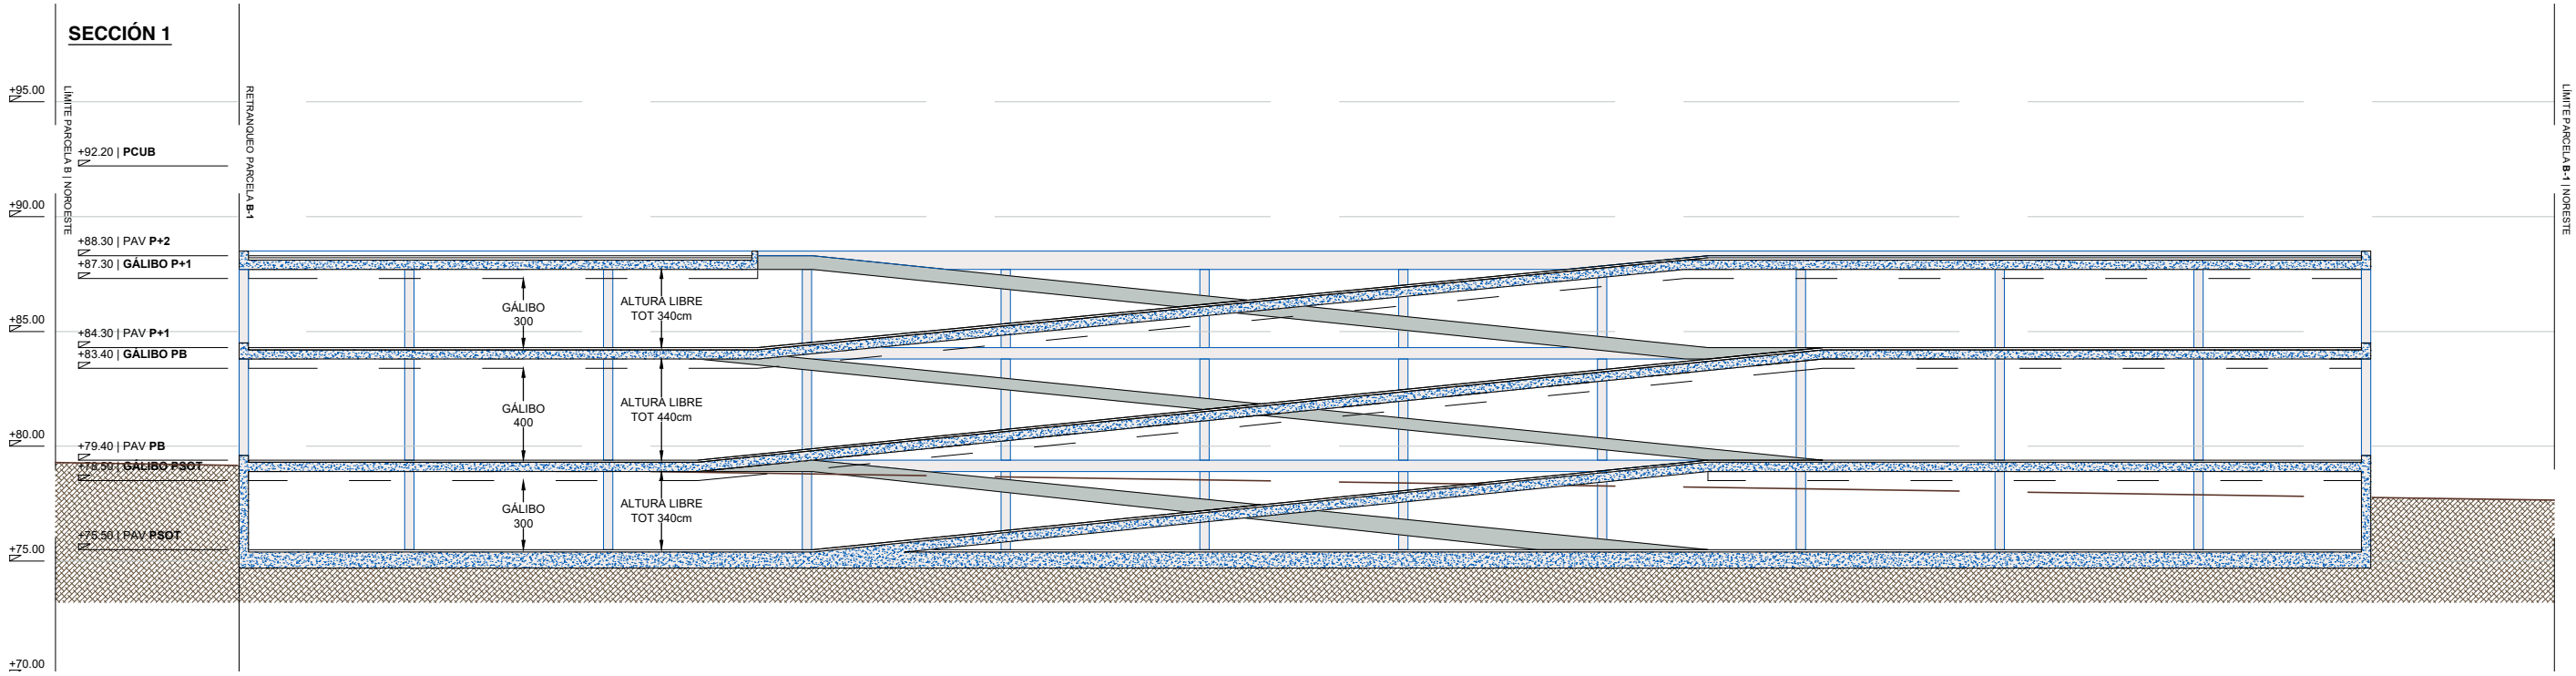 SECCIÓN 1
+95.00
LÍMITE PARCELA B | NOROESTE
RETRANQUEO PARCELA B-1
LÍMITE PARCELA B-1 | NORESTE
+92.20 | PCUB
+90.00
+88.30 | PAV P+2
+87.30 | GÁLIBO P+1
GÁLIBO
300
ALTURA LIBRE
TOT 340cm
+85.00
+84.30 | PAV P+1
+83.40 | GÁLIBO PB
GÁLIBO
400
ALTURA LIBRE
TOT 440cm
+80.00
+79.40 | PAV PB
+78.50 | GÁLIBO PSOT
GÁLIBO
300
ALTURA LIBRE
TOT 340cm
+75.50 | PAV PSOT
+75.00
+70.00